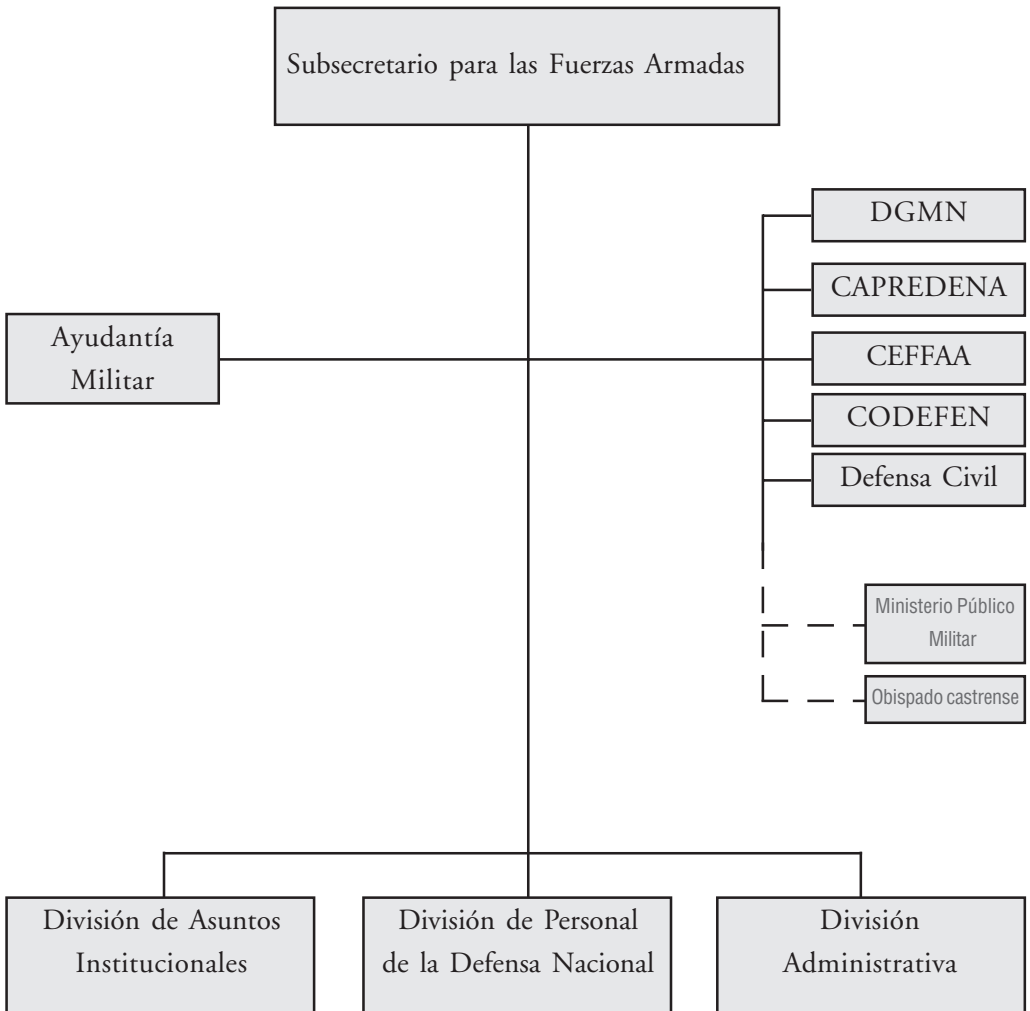 Subsecretario para las Fuerzas Armadas
DGMN
CAPREDENA
Ayudantía
Militar
CEFFAA
CODEFEN
Defensa Civil
Ministerio Público
Militar
Obispado castrense
División de Asuntos
Institucionales
División de Personal
de la Defensa Nacional
División
Administrativa